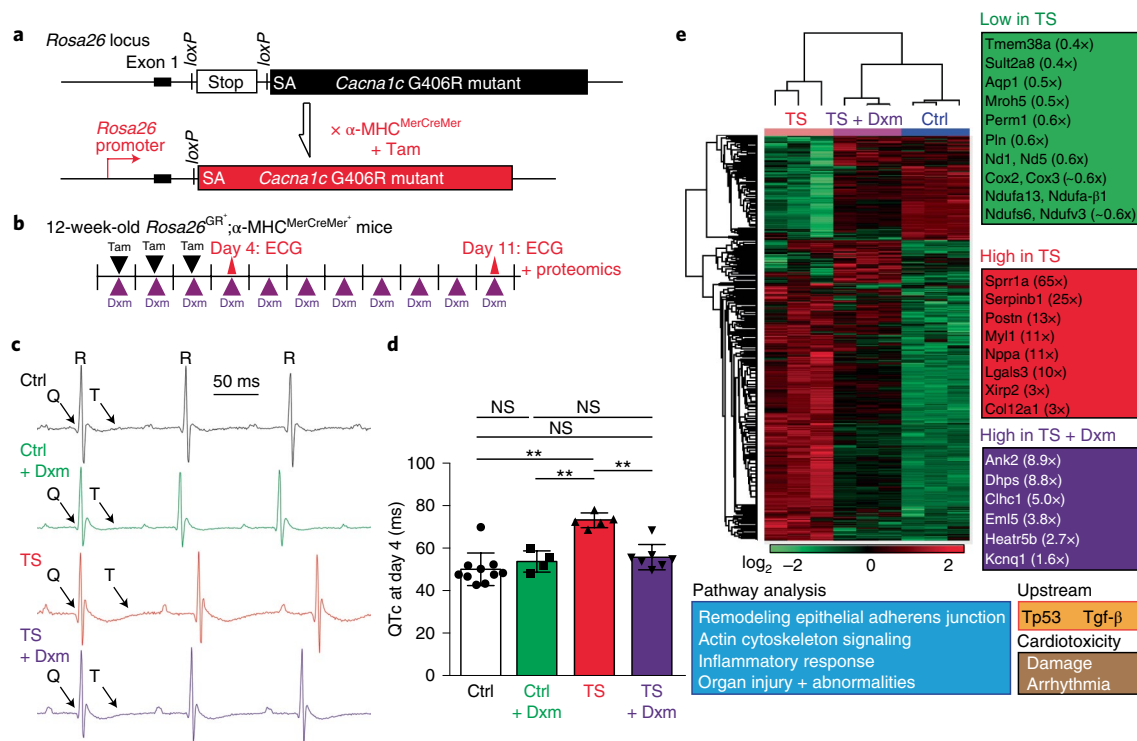 a
Rosa26 locus
Exon 1
loxP
loxP
Stop
SA
Cacna1c G406R mutant
Rosa26
promoter
loxP
× α-MHC^MerCreMer
+ Tam
SA
Cacna1c G406R mutant
b
12-week-old Rosa26^GR+;α-MHC^MerCreMer+ mice
Tam Tam Tam
Day 4: ECG
Day 11: ECG
+ proteomics
Dxm Dxm Dxm Dxm Dxm Dxm Dxm Dxm Dxm Dxm Dxm
c
R R R
50 ms
Ctrl
Q T
Ctrl
+ Dxm
Q T
TS
Q T
TS
+ Dxm
Q T
d
NS NS
NS
**
** **
QTc at day 4 (ms)
100
80
60
40
20
0
Ctrl
Ctrl
+ Dxm
TS
TS
+ Dxm
e
TS TS + Dxm Ctrl
log2 −2 0 2
Low in TS
Tmem38a (0.4×)
Sult2a8 (0.4×)
Aqp1 (0.5×)
Mroh5 (0.5×)
Perm1 (0.6×)
Pln (0.6×)
Nd1, Nd5 (0.6×)
Cox2, Cox3 (~0.6×)
Ndufa13, Ndufa-β1
Ndufs6, Ndufv3 (~0.6×)
High in TS
Sprr1a (65×)
Serpinb1 (25×)
Postn (13×)
Myl1 (11×)
Nppa (11×)
Lgals3 (10×)
Xirp2 (3×)
Col12a1 (3×)
High in TS + Dxm
Ank2 (8.9×)
Dhps (8.8×)
Clhc1 (5.0×)
Eml5 (3.8×)
Heatr5b (2.7×)
Kcnq1 (1.6×)
Pathway analysis
Remodeling epithelial adherens junction
Actin cytoskeleton signaling
Inflammatory response
Organ injury + abnormalities
Upstream
Tp53 Tgf-β
Cardiotoxicity
Damage
Arrhythmia